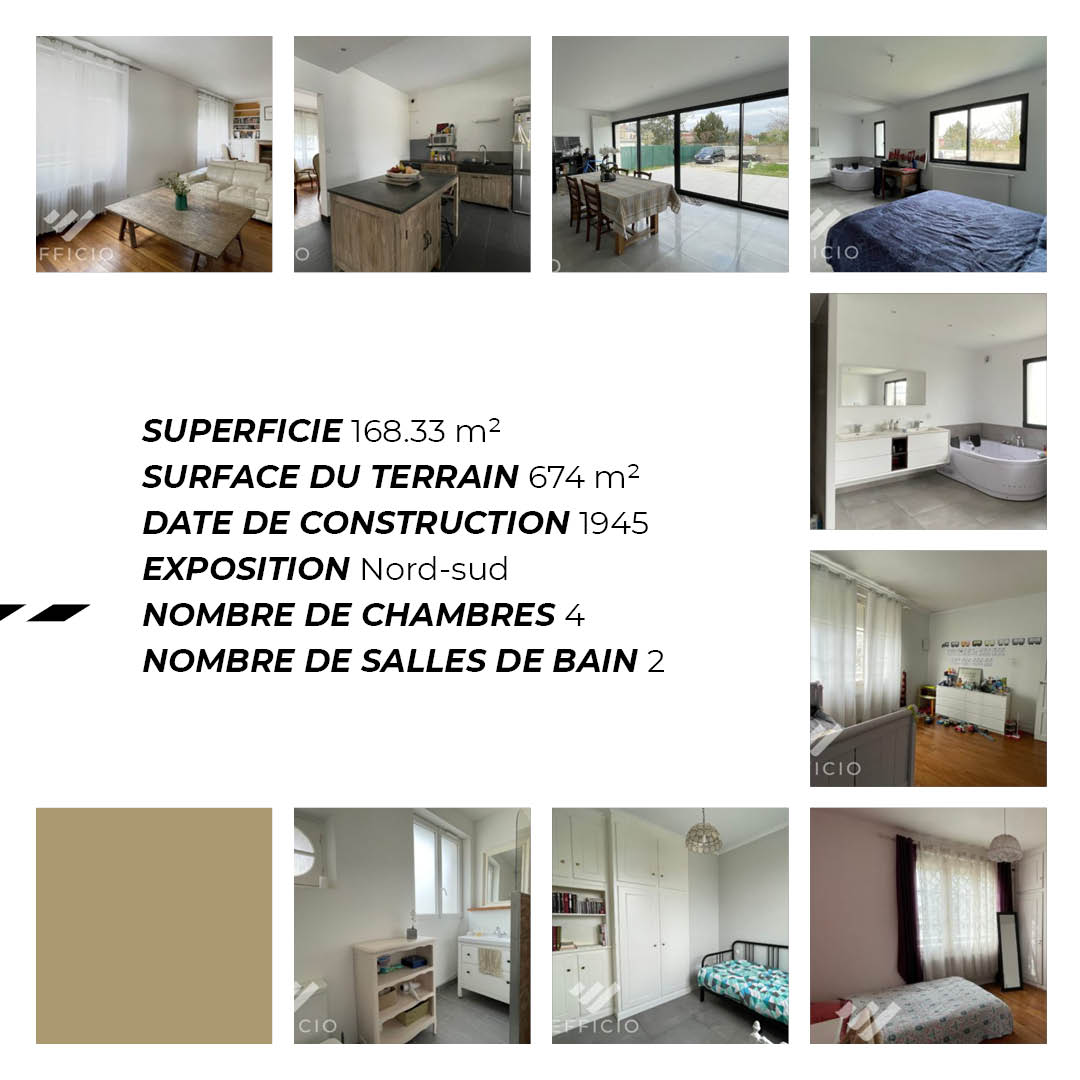 FFICIO
O
O
ICIO
SUPERFICIE 168.33 m²
SURFACE DU TERRAIN 674 m²
DATE DE CONSTRUCTION 1945
EXPOSITION Nord-sud
NOMBRE DE CHAMBRES 4
NOMBRE DE SALLES DE BAIN 2
ICIO
CIO
EFFICIO